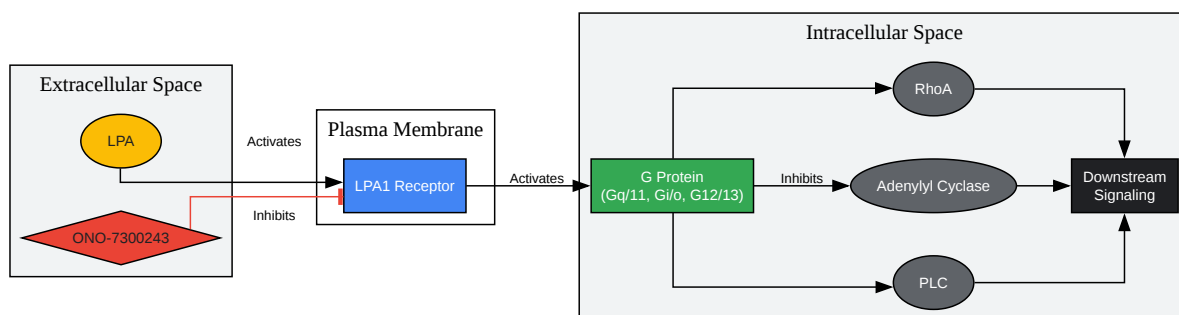 Intracellular Space
Extracellular Space
LPA
Activates
Inhibits
ONO-7300243
Plasma Membrane
LPA1 Receptor
Activates
G Protein
(Gq/11, Gi/o, G12/13)
Inhibits
RhoA
Adenylyl Cyclase
PLC
Downstream
Signaling